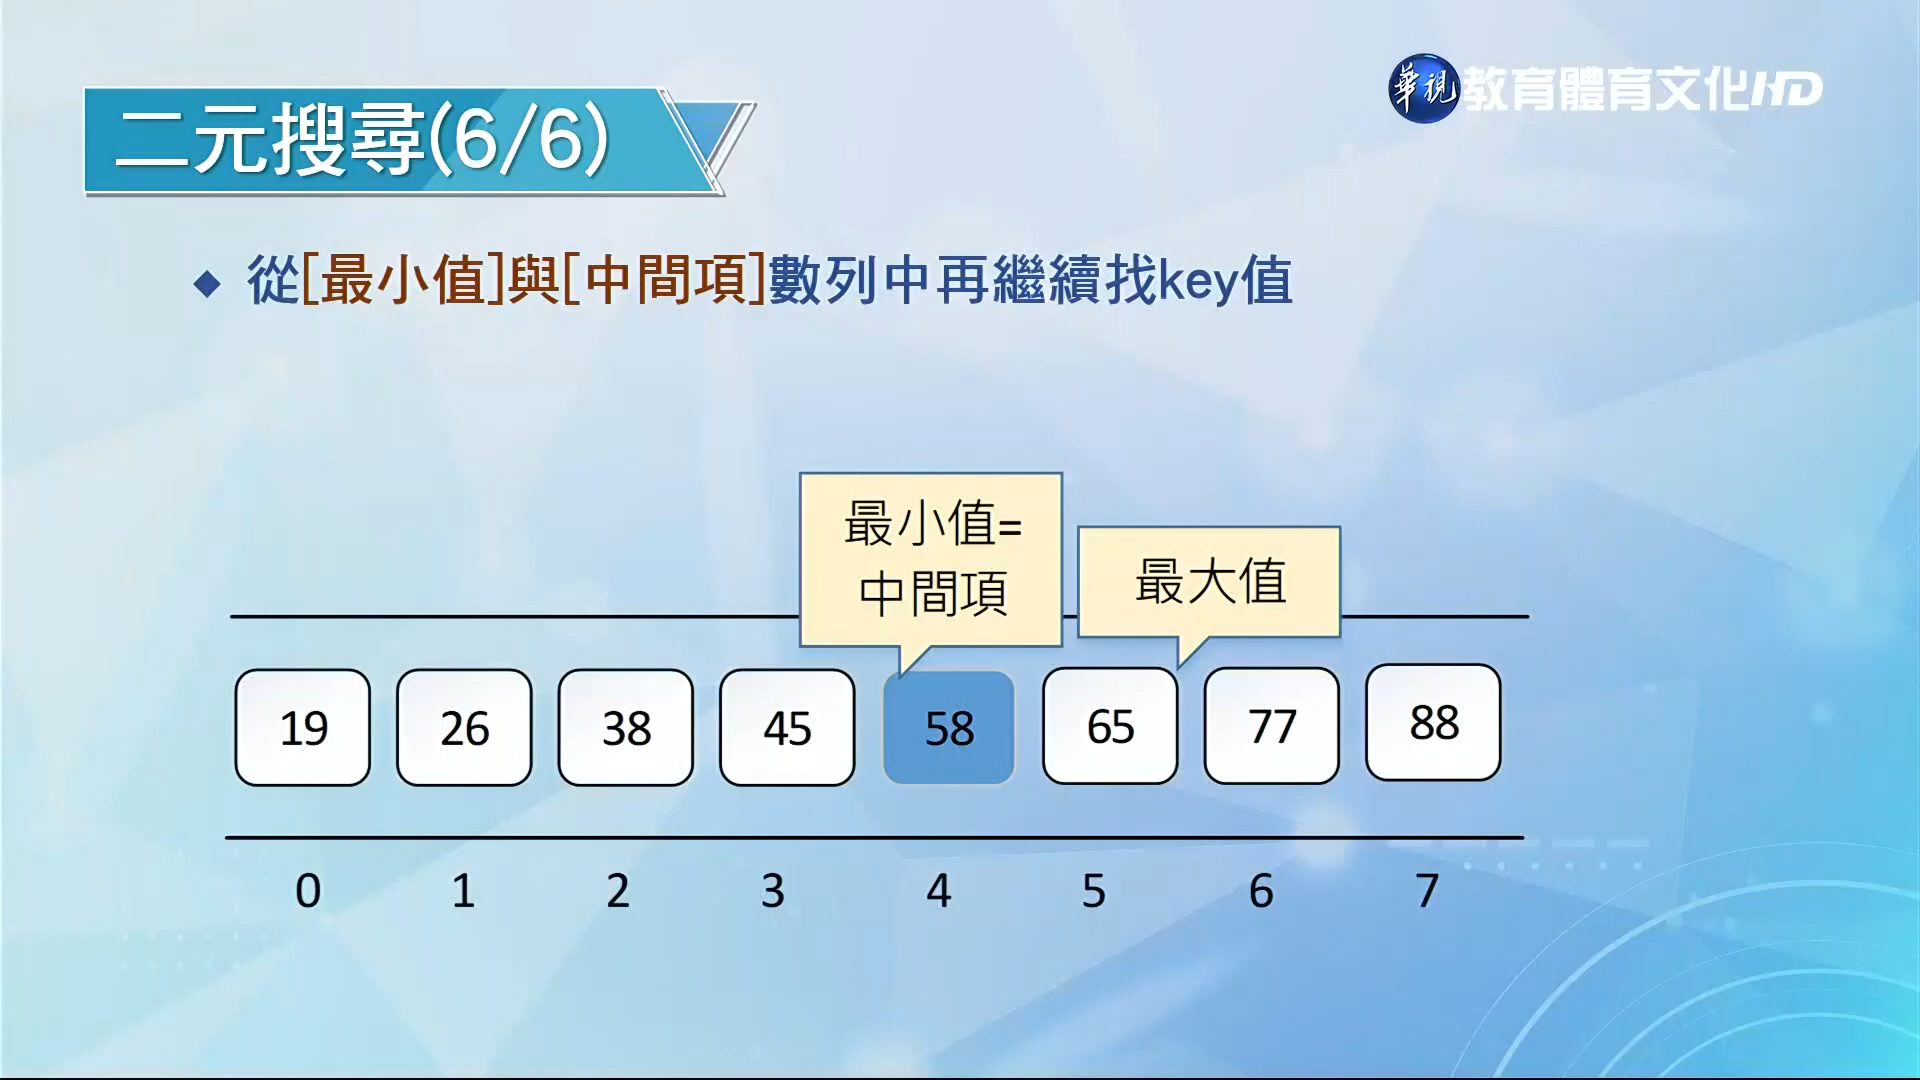 華視 教育體育文化HD
二元搜尋(6/6)
◆ 從[最小值]與[中間項]數列中再繼續找key值
最小值=
中間項
最大值
19 26 38 45 58 65 77 88
0 1 2 3 4 5 6 7